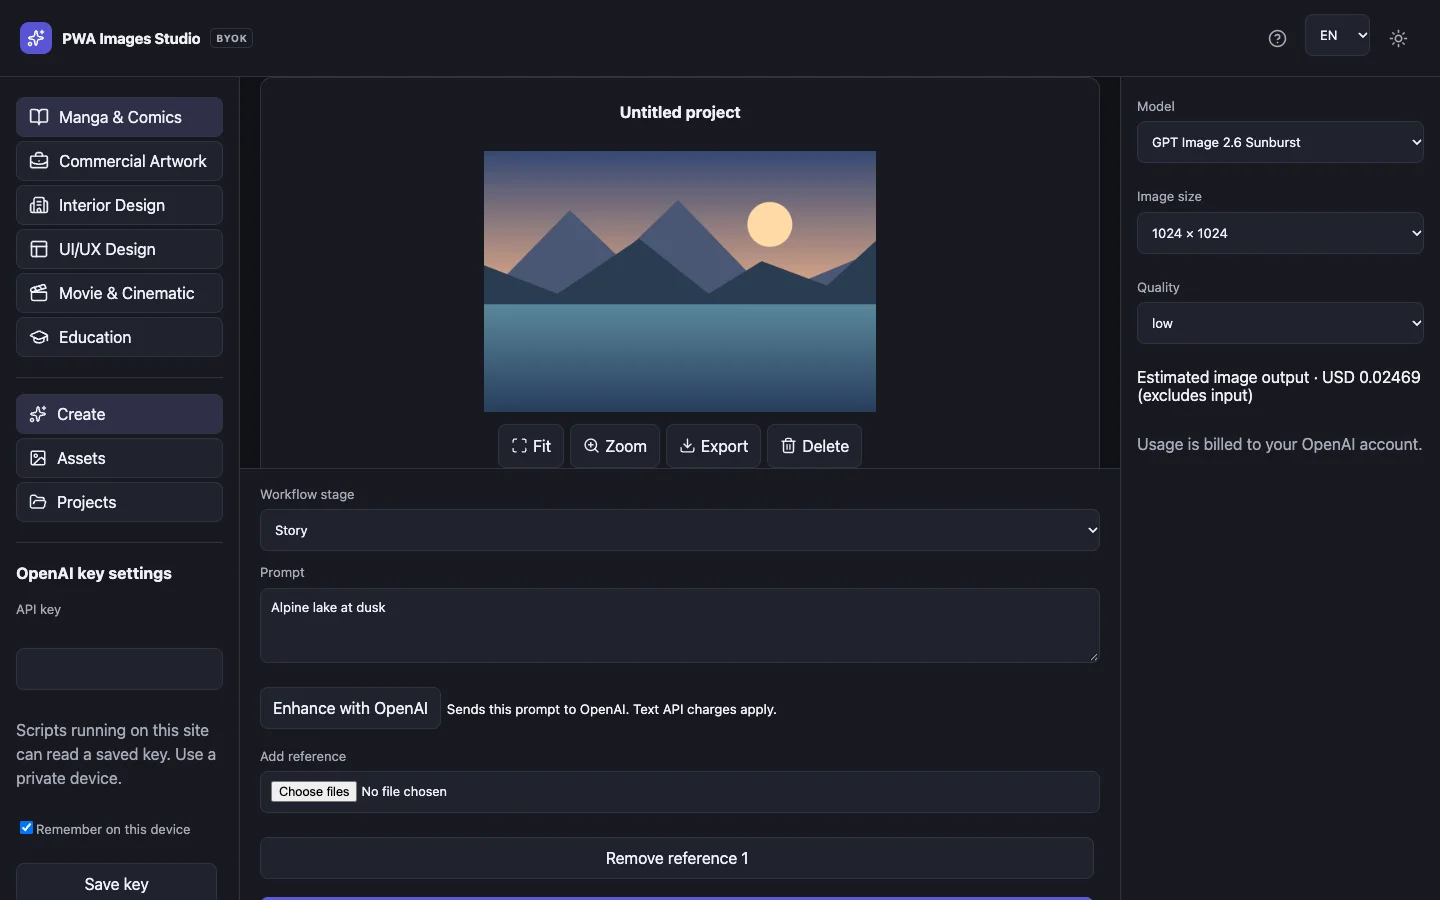 PWA Images Studio BYOK
EN
Manga & Comics
Commercial Artwork
Interior Design
UI/UX Design
Movie & Cinematic
Education
Create
Assets
Projects
OpenAI key settings
API key
Scripts running on this site
can read a saved key. Use a
private device.
Remember on this device
Save key
Untitled project
Fit
Zoom
Export
Delete
Workflow stage
Story
Prompt
Alpine lake at dusk
Enhance with OpenAI
Sends this prompt to OpenAI. Text API charges apply.
Add reference
Choose files No file chosen
Remove reference 1
Model
GPT Image 2.6 Sunburst
Image size
1024 × 1024
Quality
low
Estimated image output · USD 0.02469
(excludes input)
Usage is billed to your OpenAI account.